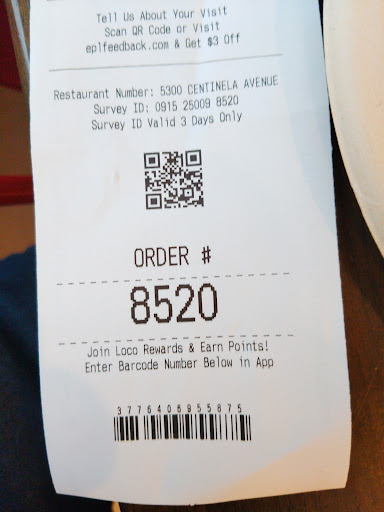 Tell Us About Your Visit
Scan QR Code or Visit
eplfeedback.com & Get $3 Off
Restaurant Number: 5300 CENTINELA AVENUE
Survey ID: 0915 25009 8520
Survey ID Valid 3 Days Only
ORDER #
8520
Join Loco Rewards & Earn Points!
Enter Barcode Number Below in App
3776406955875